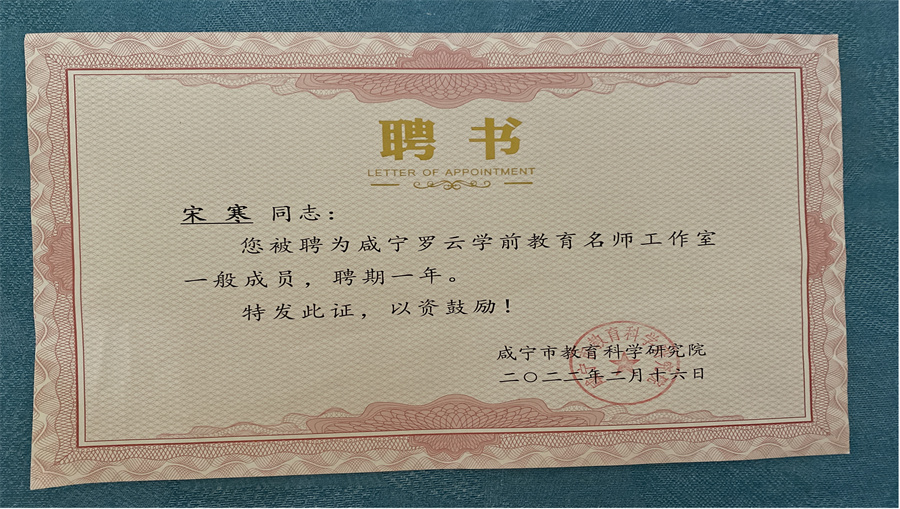 聘书
LETTER OF APPOINTMENT
宋寒 同志：
您被聘为咸宁罗云学前教育名师工作室
一般成员，聘期一年。
特发此证，以资鼓励！
咸宁市教育科学研究院
二〇二二年二月十六日